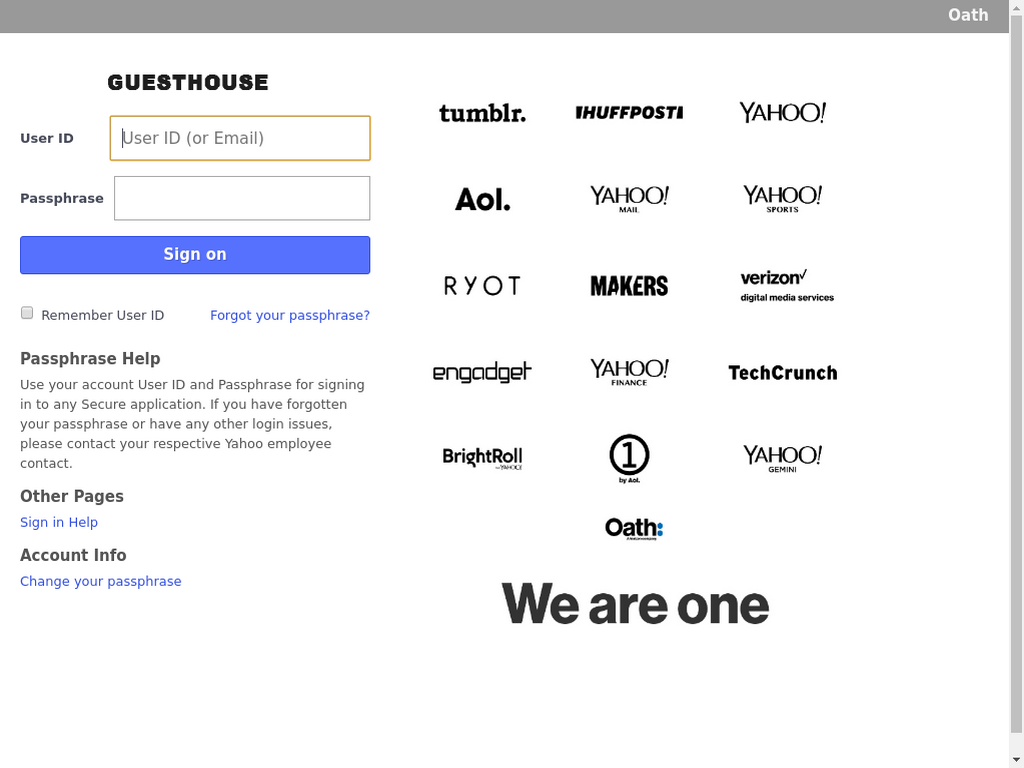 Oath
GUESTHOUSE
User ID
User ID (or Email)
Passphrase
Sign on
Remember User ID
Forgot your passphrase?
Passphrase Help
Use your account User ID and Passphrase for signing
in to any Secure application. If you have forgotten
your passphrase or have any other login issues,
please contact your respective Yahoo employee
contact.
Other Pages
Sign in Help
Account Info
Change your passphrase
tumblr.
HUFFPOST
YAHOO!
Aol.
YAHOO!
MAIL
YAHOO!
SPORTS
RYOT
MAKERS
verizon✓
digital media services
engadget
YAHOO!
FINANCE
TechCrunch
BrightRoll
YAHOO!
1
by Aol.
YAHOO!
GEMINI
Oath:
We are one